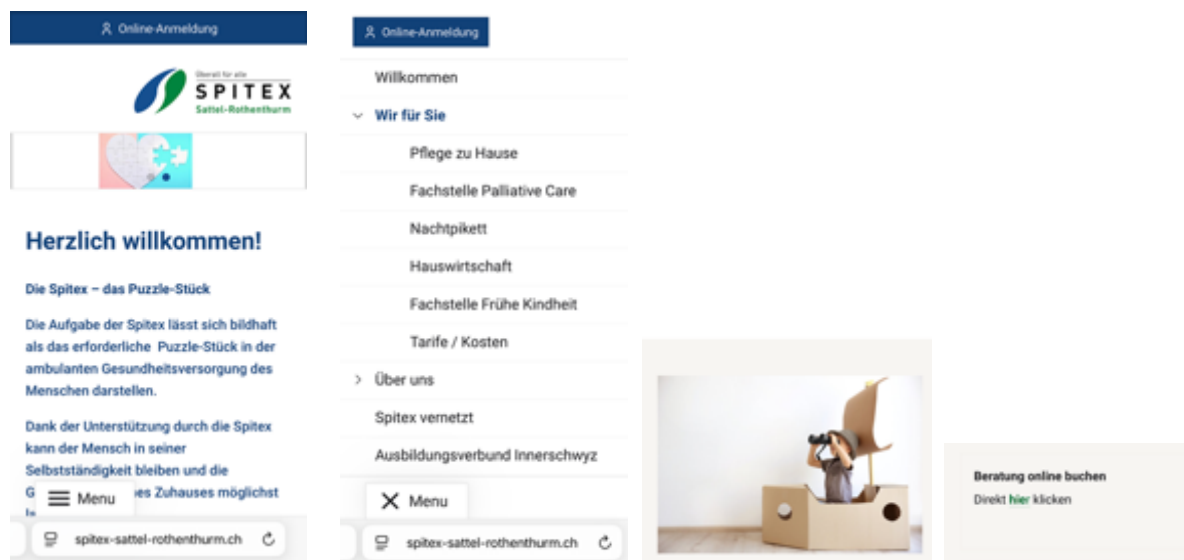 Online-Anmeldung
Überall für alle
SPITEX
Sattel-Rothenthurm
Herzlich willkommen!
Die Spitex – das Puzzle-Stück
Die Aufgabe der Spitex lässt sich bildhaft
als das erforderliche Puzzle-Stück in der
ambulanten Gesundheitsversorgung des
Menschen darstellen.
Dank der Unterstützung durch die Spitex
kann der Mensch in seiner
Selbstständigkeit bleiben und die
Zuhauses möglichst
Menu
spitex-sattel-rothenthurm.ch
Online-Anmeldung
Willkommen
Wir für Sie
Pflege zu Hause
Fachstelle Palliative Care
Nachtpikett
Hauswirtschaft
Fachstelle Frühe Kindheit
Tarife / Kosten
Über uns
Spitex vernetzt
Ausbildungsverbund Innerschwyz
Menu
spitex-sattel-rothenthurm.ch
Beratung online buchen
Direkt hier klicken